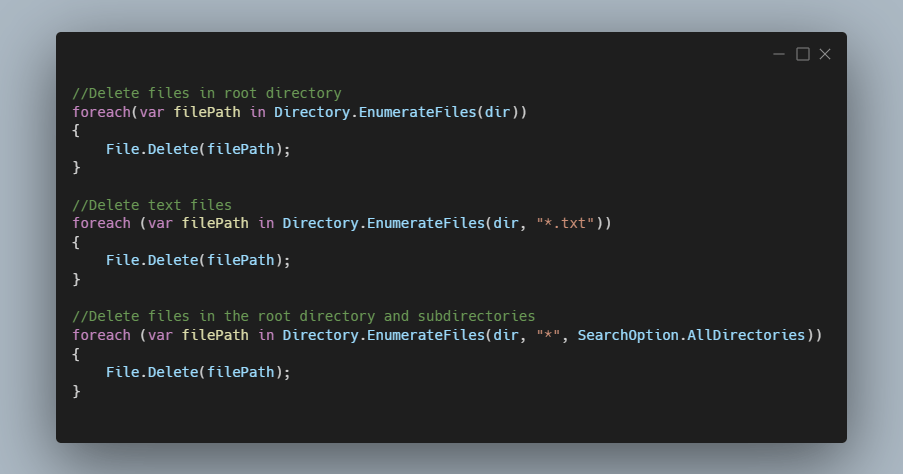 //Delete files in root directory
foreach(var filePath in Directory.EnumerateFiles(dir))
{
    File.Delete(filePath);
}
//Delete text files
foreach (var filePath in Directory.EnumerateFiles(dir, "*.txt"))
{
    File.Delete(filePath);
}
//Delete files in the root directory and subdirectories
foreach (var filePath in Directory.EnumerateFiles(dir, "*", SearchOption.AllDirectories))
{
    File.Delete(filePath);
}